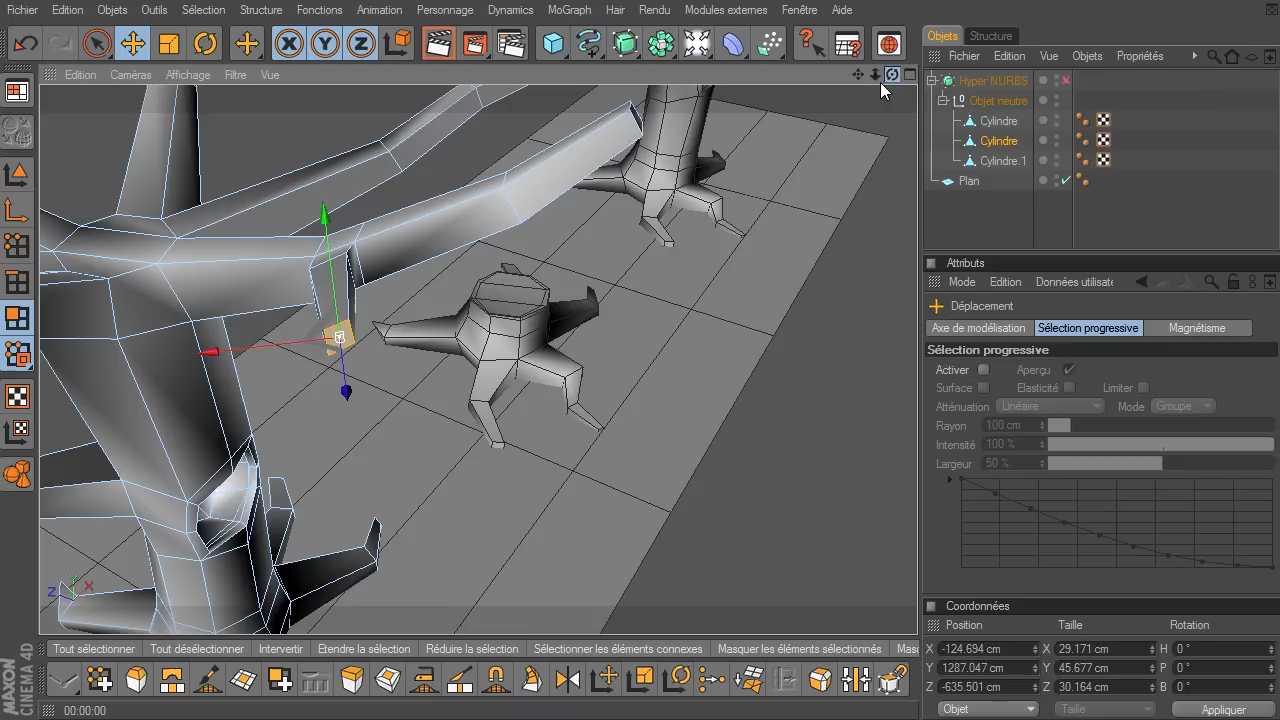 Fichier Edition Objets Outils Sélection Structure Fonctions Animation Personnage Dynamics MoGraph Hair Rendu Modules externes Fenêtre Aide
Objets Structure
Fichier Edition Vue Objets Propriétés
Edition Caméras Affichage Filtre Vue
Hyper NURBS
Objet neutre
Cylindre
Cylindre
Cylindre.1
Plan
Attributs
Mode Edition Données utilisate
Déplacement
Axe de modélisation Sélection progressive Magnétisme
Sélection progressive
Activer Aperçu
Surface Elasticité Limiter
Atténuation Linéaire Mode Groupe
Rayon 100 cm
Intensité 100 %
Largeur 50 %
Z Y X
Coordonnées
Position Taille Rotation
X -124.694 cm X 29.171 cm H 0 °
Y 1287.047 cm Y 45.677 cm P 0 °
Z -635.501 cm Z 30.164 cm B 0 °
Objet Taille Appliquer
Tout sélectionner Tout désélectionner Intervertir Etendre la sélection Réduire la sélection Sélectionner les éléments connexes Masquer les éléments sélectionnés Masc
MAXON
CINEMA 4D
00:00:00